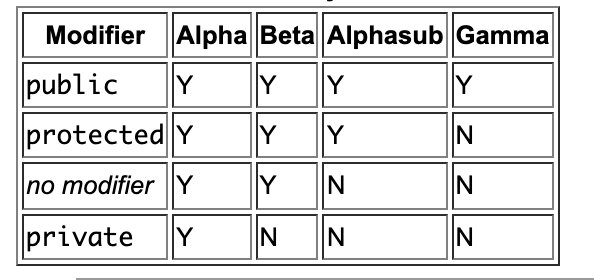 Modifier Alpha Beta Alphasub Gamma
public Y Y Y Y
protected Y Y Y N
no modifier Y Y N N
private Y N N N